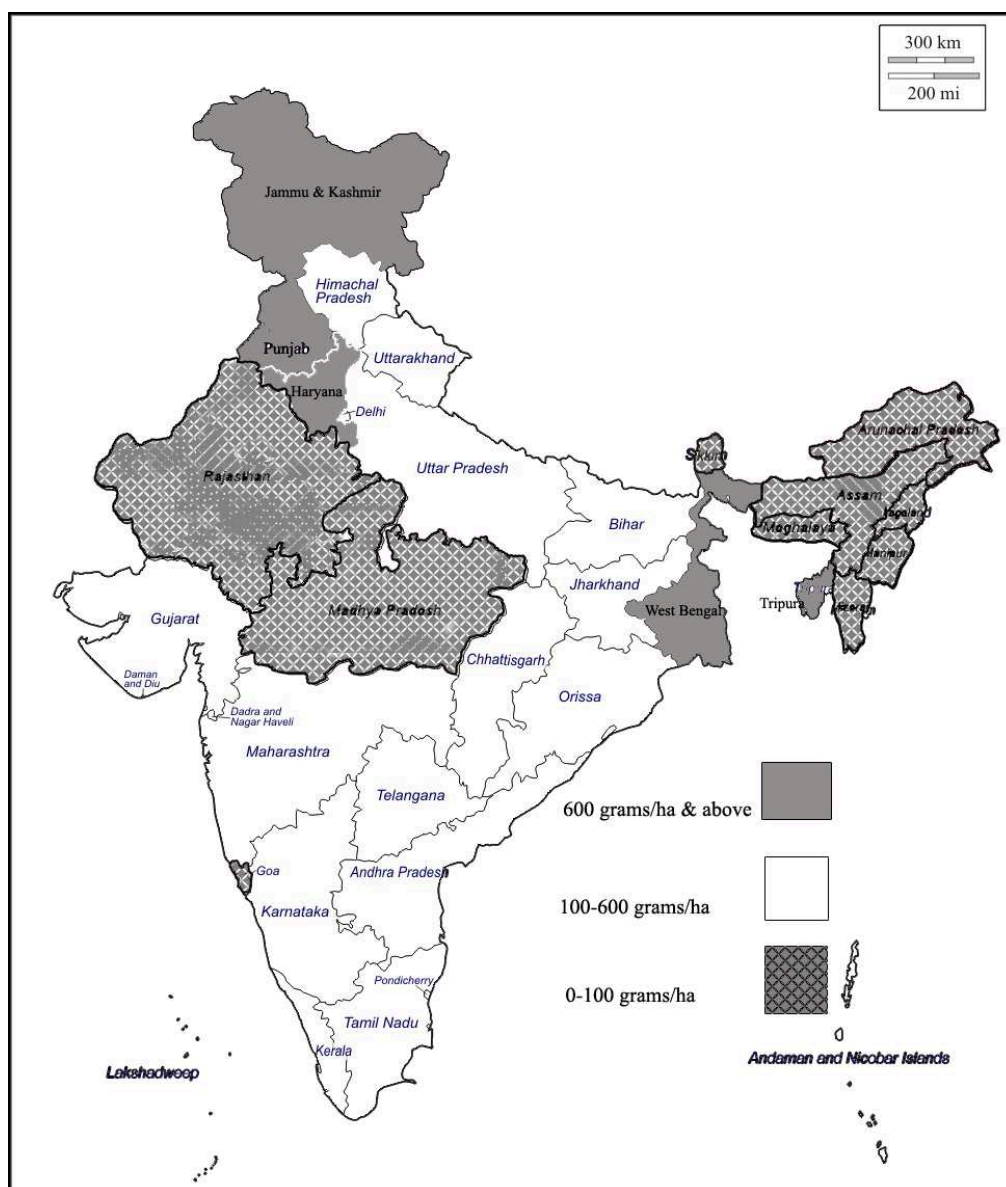 300 km
200 mi
Jammu & Kashmir
Himachal
Pradesh
Punjab
Uttarakhand
Haryana
Delhi
Rajasthan
Uttar Pradesh
Sikkim
Arunachal Pradesh
Assam
Nagaland
Bihar
Moghalaya
Manipur
Jharkhand
Tripura
West Bengal
Mizoram
Gujarat
Madhya Pradosh
Chhattisgarh
Daman
and Diu
Orissa
Dadra and
Nagar Haveli
Maharashtra
Telangana
600 grams/ha & above
Goa
Andhra Pradesh
Karnataka
100-600 grams/ha
Pondicherry
0-100 grams/ha
Tamil Nadu
Kerala
Lakshadweep
Andaman and Nicobar Islands